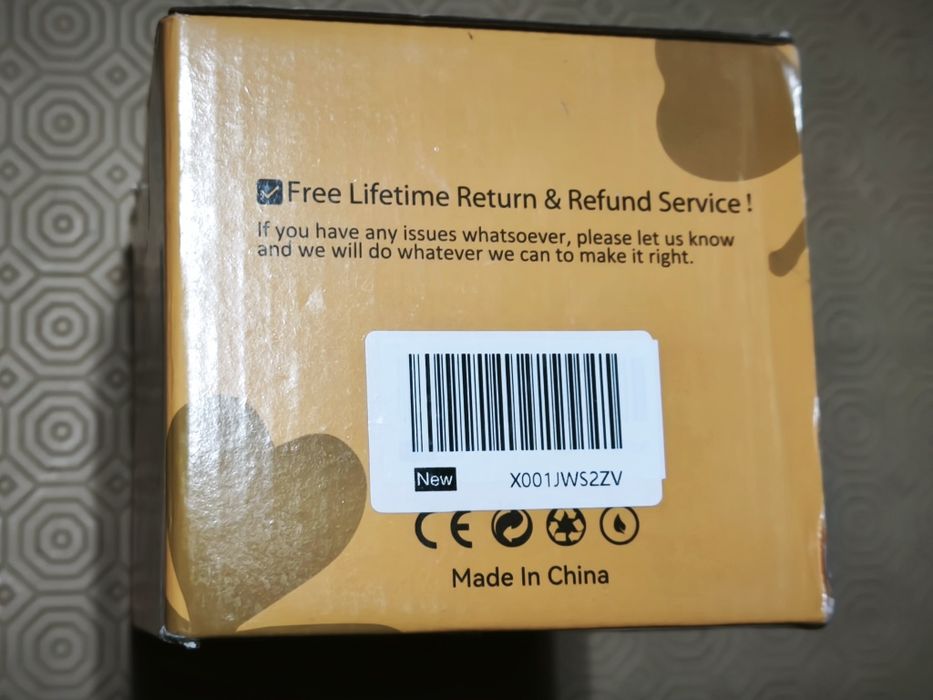 Free Lifetime Return & Refund Service !
If you have any issues whatsoever, please let us know
and we will do whatever we can to make it right.
New X001JWS2ZV
CE
Made In China